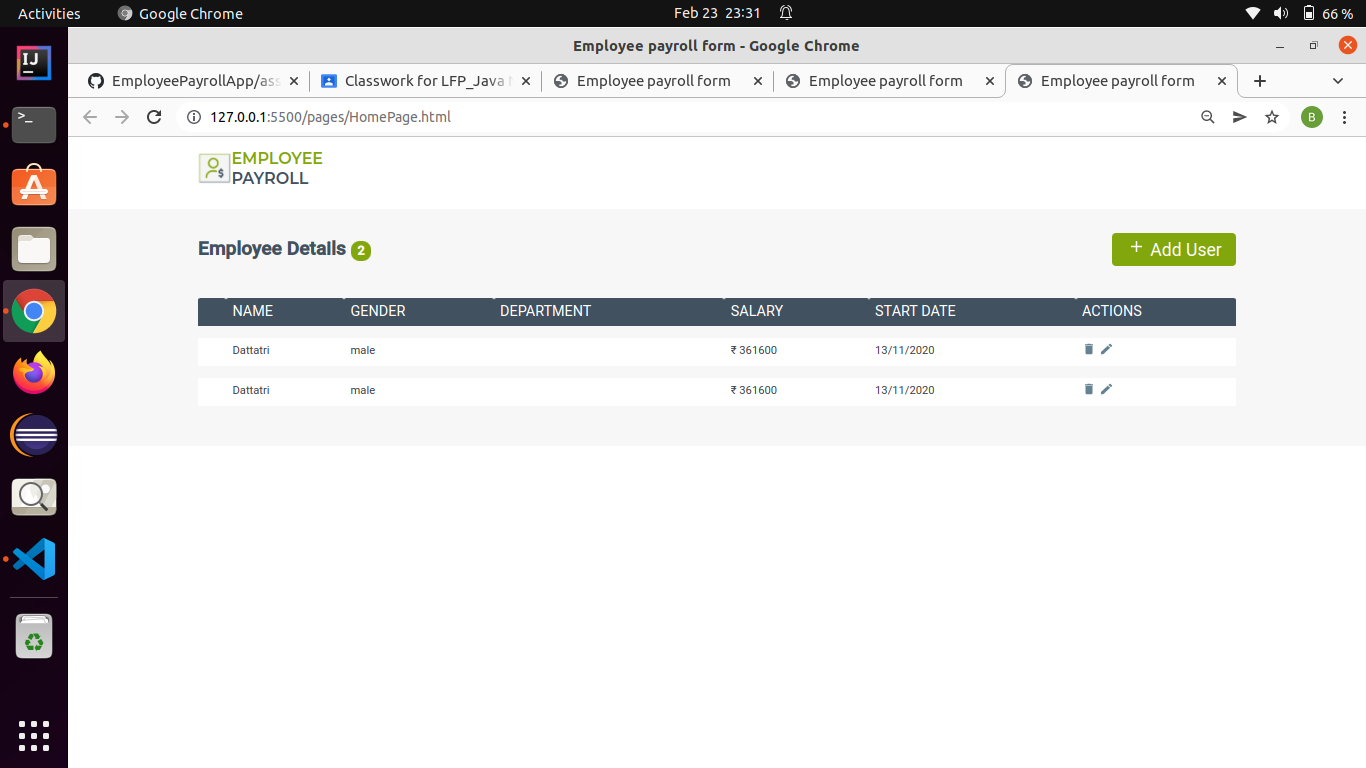 Activities Google Chrome Feb 23 23:31 66 %
Employee payroll form - Google Chrome
EmployeePayrollApp/ass Classwork for LFP_Java Employee payroll form Employee payroll form Employee payroll form
127.0.0.1:5500/pages/HomePage.html B
EMPLOYEE
PAYROLL
Employee Details 2 + Add User
NAME GENDER DEPARTMENT SALARY START DATE ACTIONS
Dattatri male ₹ 361600 13/11/2020
Dattatri male ₹ 361600 13/11/2020